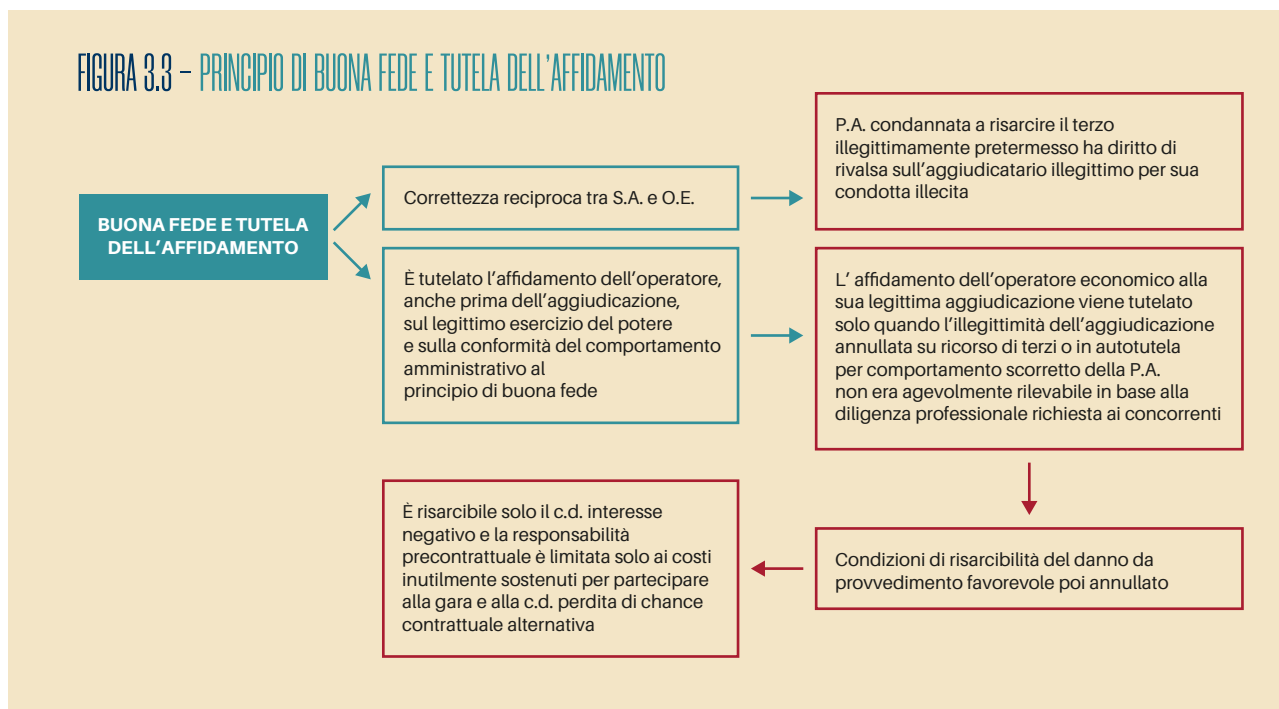 FIGURA 3.3 – PRINCIPIO DI BUONA FEDE E TUTELA DELL'AFFIDAMENTO
BUONA FEDE E TUTELA
DELL'AFFIDAMENTO
Correttezza reciproca tra S.A. e O.E.
P.A. condannata a risarcire il terzo
illegittimamente pretermesso ha diritto di
rivalsa sull'aggiudicatario illegittimo per sua
condotta illecita
È tutelato l'affidamento dell'operatore,
anche prima dell'aggiudicazione,
sul legittimo esercizio del potere
e sulla conformità del comportamento
amministrativo al
principio di buona fede
L' affidamento dell'operatore economico alla
sua legittima aggiudicazione viene tutelato
solo quando l'illegittimità dell'aggiudicazione
annullata su ricorso di terzi o in autotutela
per comportamento scorretto della P.A.
non era agevolmente rilevabile in base alla
diligenza professionale richiesta ai concorrenti
Condizioni di risarcibilità del danno da
provvedimento favorevole poi annullato
È risarcibile solo il c.d. interesse
negativo e la responsabilità
precontrattuale è limitata solo ai costi
inutilmente sostenuti per partecipare
alla gara e alla c.d. perdita di chance
contrattuale alternativa